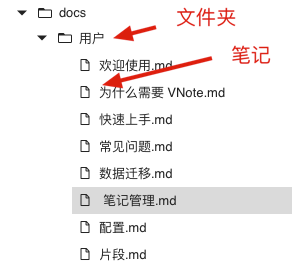 docs
文件夹
用户
笔记
欢迎使用.md
为什么需要 VNote.md
快速上手.md
常见问题.md
数据迁移.md
笔记管理.md
配置.md
片段.md